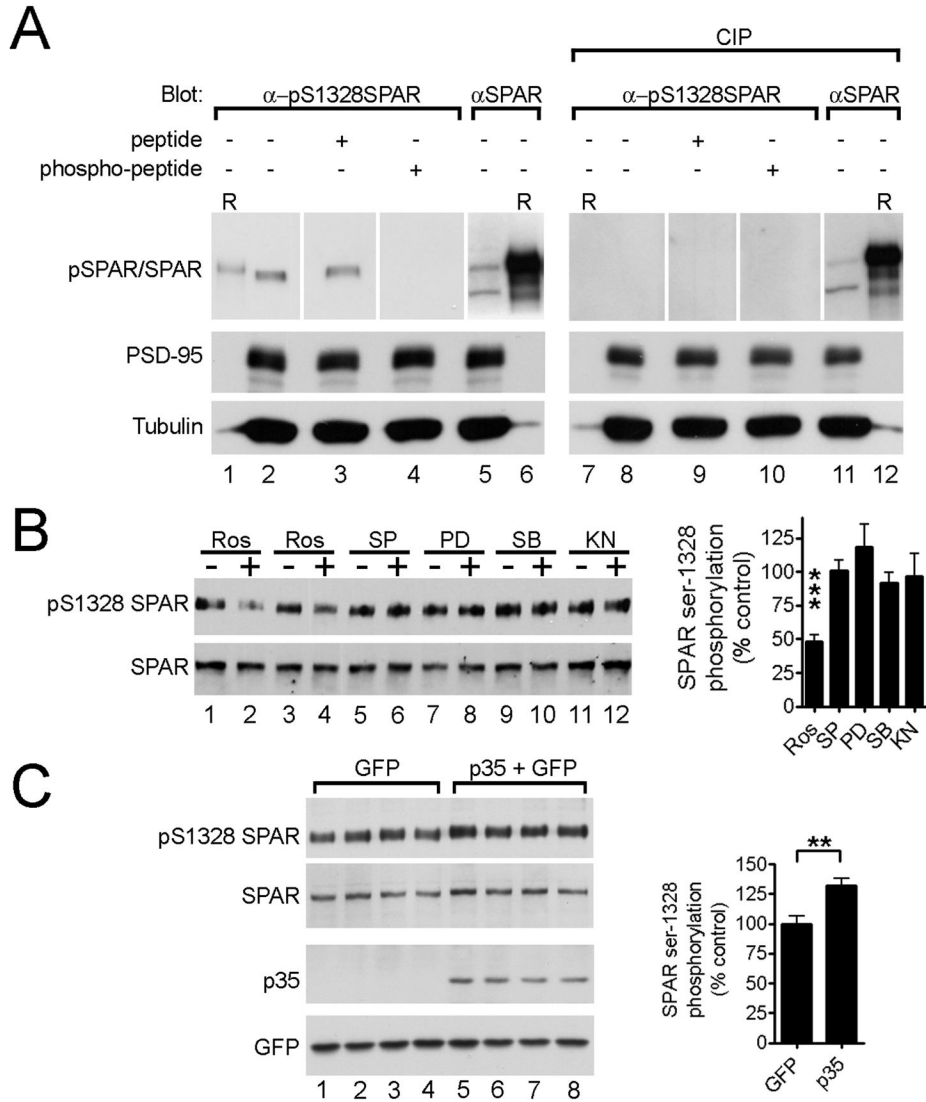 A
CIP
Blot: α–pS1328SPAR αSPAR α–pS1328SPAR αSPAR
peptide - - + - - - - - + - - -
phospho-peptide - - - + - - - - - + - -
R R R R
pSPAR/SPAR
PSD-95
Tubulin
1 2 3 4 5 6 7 8 9 10 11 12
B
Ros Ros SP PD SB KN
- + - + - + - + - + - +
pS1328 SPAR
SPAR
1 2 3 4 5 6 7 8 9 10 11 12
SPAR ser-1328
phosphorylation
(% control)
125
100
75
50
25
0
***
Ros SP PD SB KN
C
GFP p35 + GFP
pS1328 SPAR
SPAR
p35
GFP
1 2 3 4 5 6 7 8
SPAR ser-1328
phosphorylation
(% control)
150
125
100
75
50
25
0
**
GFP p35